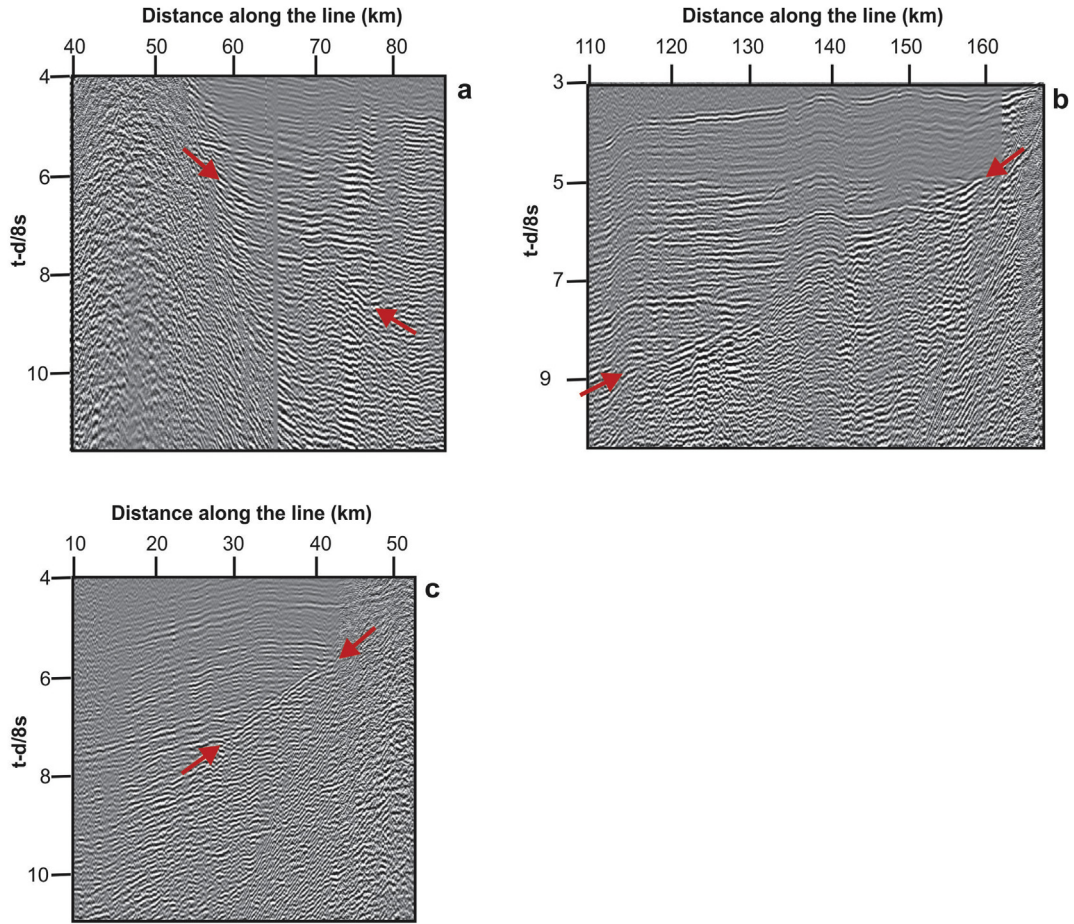 Distance along the line (km)
40 50 60 70 80
a
4
6
8
10
t-d/8s
Distance along the line (km)
110 120 130 140 150 160
b
3
5
7
9
t-d/8s
Distance along the line (km)
10 20 30 40 50
c
4
6
8
10
t-d/8s